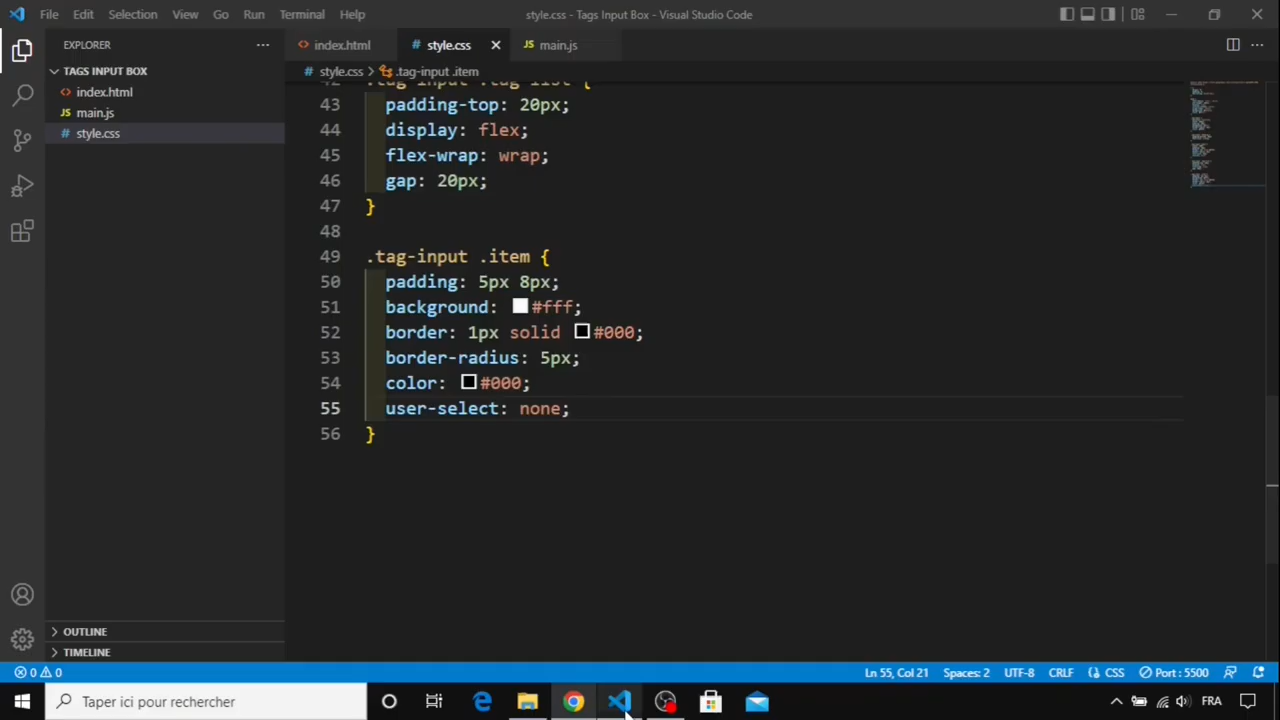 File Edit Selection View Go Run Terminal Help
style.css - Tags Input Box - Visual Studio Code
EXPLORER
TAGS INPUT BOX
index.html
main.js
style.css
index.html style.css main.js
style.css > .tag-input .item
42 .tag-input .tag-list {
43 padding-top: 20px;
44 display: flex;
45 flex-wrap: wrap;
46 gap: 20px;
47 }
48
49 .tag-input .item {
50 padding: 5px 8px;
51 background: #fff;
52 border: 1px solid #000;
53 border-radius: 5px;
54 color: #000;
55 user-select: none;
56 }
OUTLINE
TIMELINE
0 0 Ln 55, Col 21 Spaces: 2 UTF-8 CRLF CSS Port : 5500
Taper ici pour rechercher
FRA